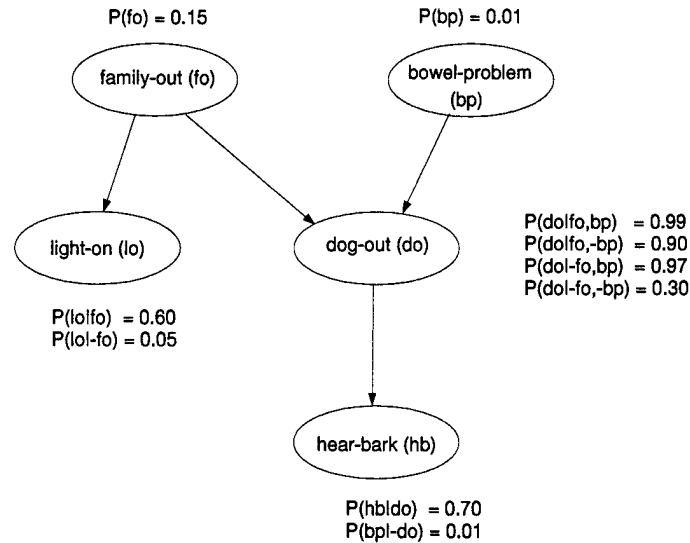 P(fo) = 0.15
P(bp) = 0.01
family-out (fo)
bowel-problem
(bp)
light-on (lo)
dog-out (do)
P(do|fo,bp) = 0.99
P(do|fo,-bp) = 0.90
P(do|-fo,bp) = 0.97
P(do|-fo,-bp) = 0.30
P(lo|fo) = 0.60
P(lo|-fo) = 0.05
hear-bark (hb)
P(hb|do) = 0.70
P(bp|-do) = 0.01